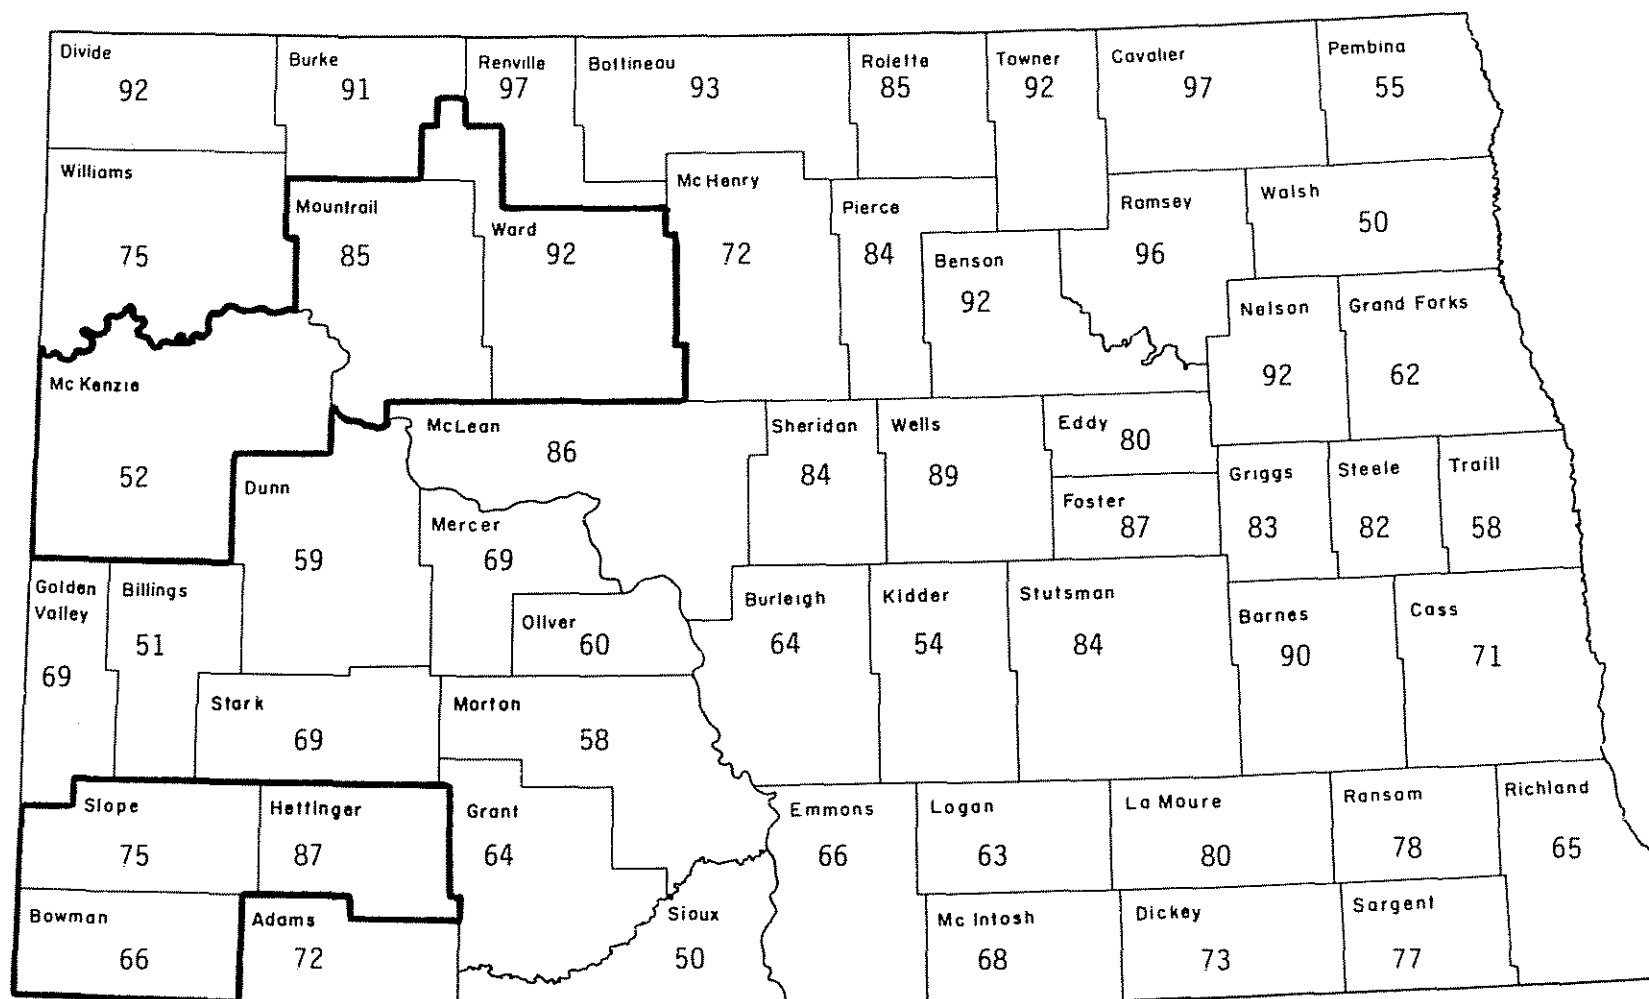 Divide
92
Burke
91
Renville
97
Bottineau
93
Rolette
85
Towner
92
Cavalier
97
Pembina
55
Williams
75
Mountrail
85
Ward
92
McHenry
72
Pierce
84
Benson
92
Ramsey
96
Walsh
50
Nelson
92
Grand Forks
62
McKenzie
52
Dunn
59
McLean
86
Mercer
69
Oliver
60
Sheridan
84
Wells
89
Eddy
80
Foster
87
Griggs
83
Steele
82
Traill
58
Golden
Valley
69
Billings
51
Stark
69
Morton
58
Burleigh
64
Kidder
54
Stutsman
84
Barnes
90
Cass
71
Slope
75
Hettinger
87
Grant
64
Emmons
66
Logan
63
La Moure
80
Ransom
78
Richland
65
Bowman
66
Adams
72
Sioux
50
Mc Intosh
68
Dickey
73
Sargent
77